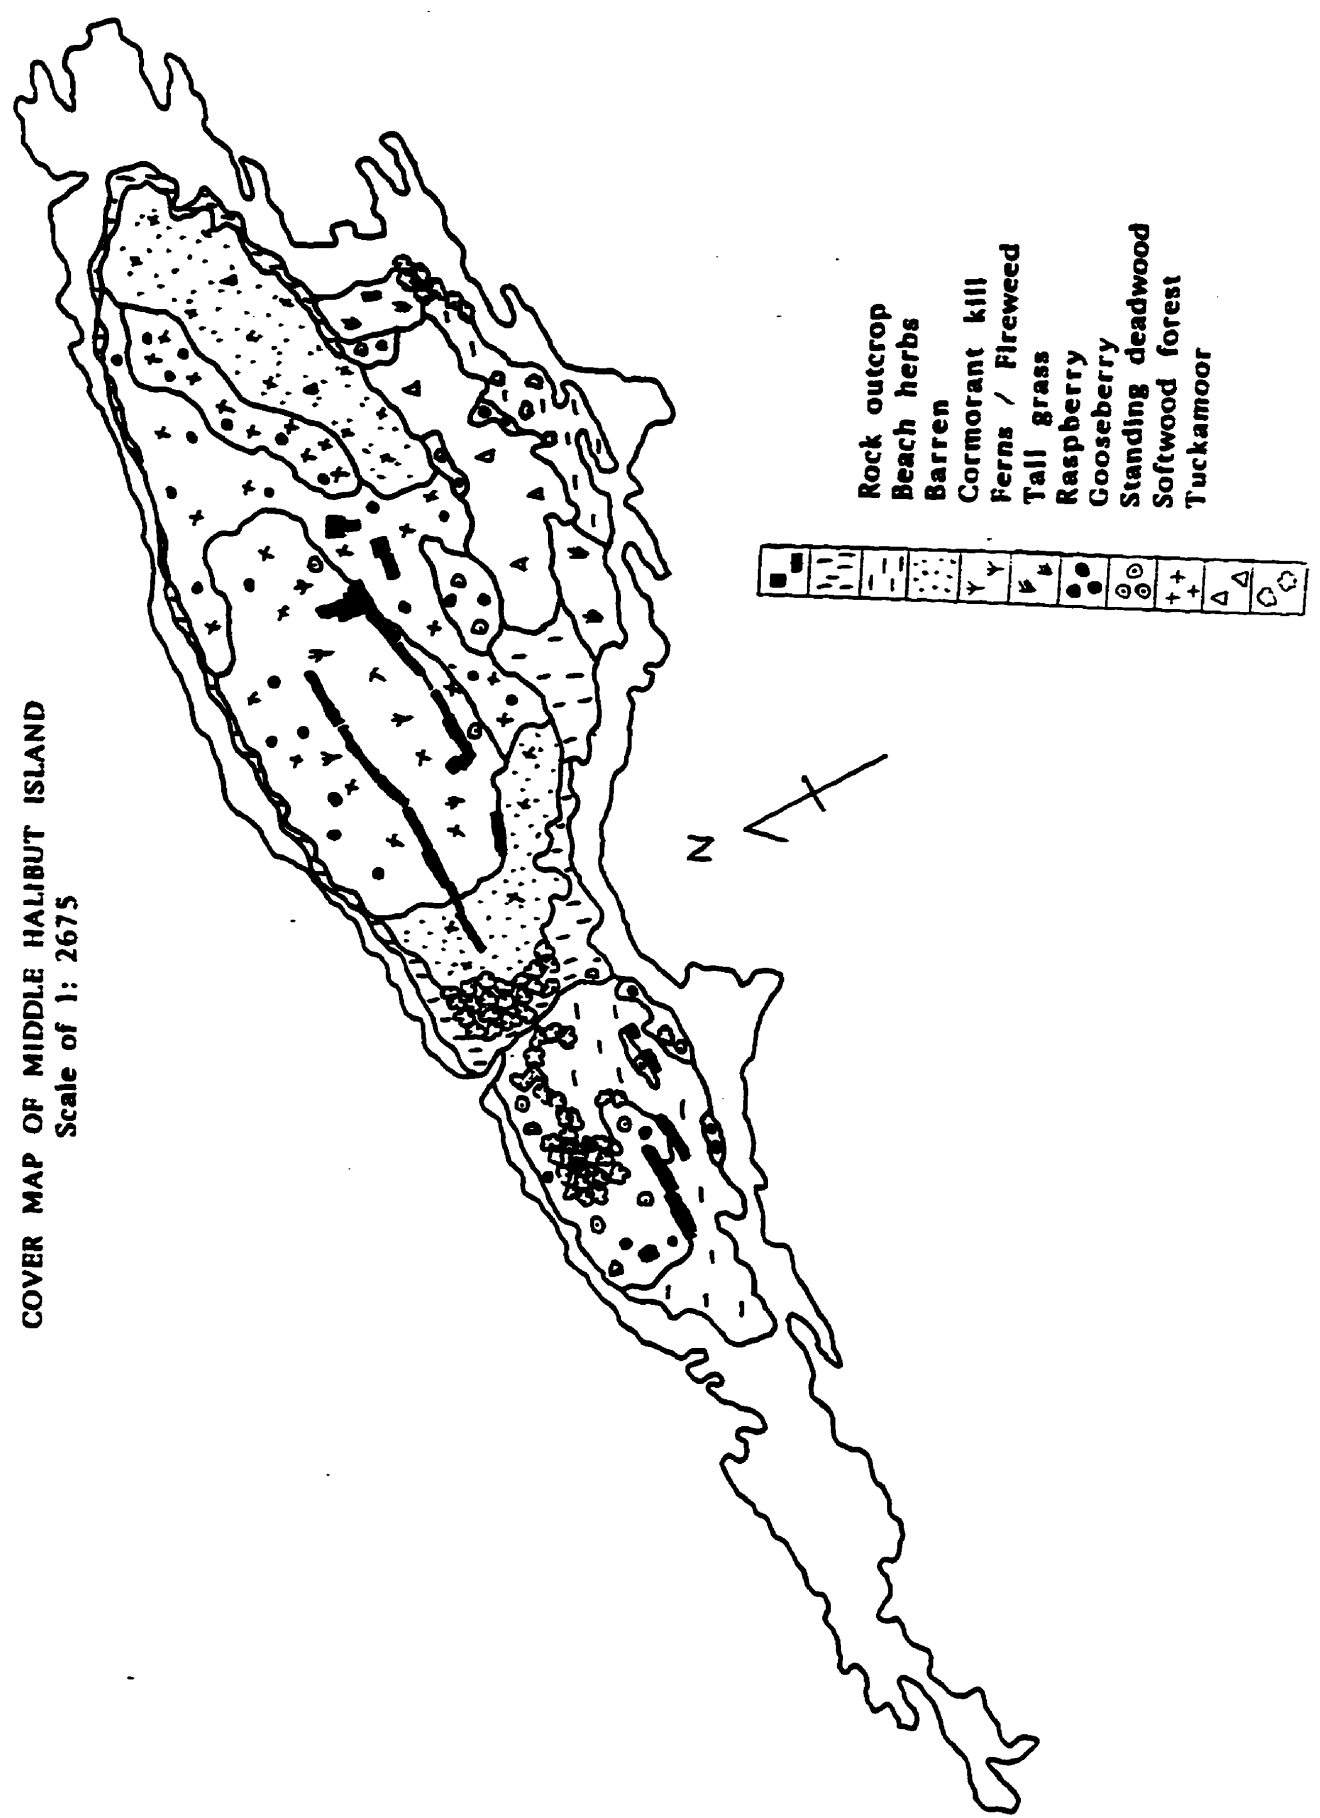 COVER MAP OF MIDDLE HALIBUT ISLAND
Scale of 1: 2675
N
Rock outcrop
Beach herbs
Barren
Cormorant kill
Ferns / Fireweed
Tall grass
Raspberry
Gooseberry
Standing deadwood
Softwood forest
Tuckamoor